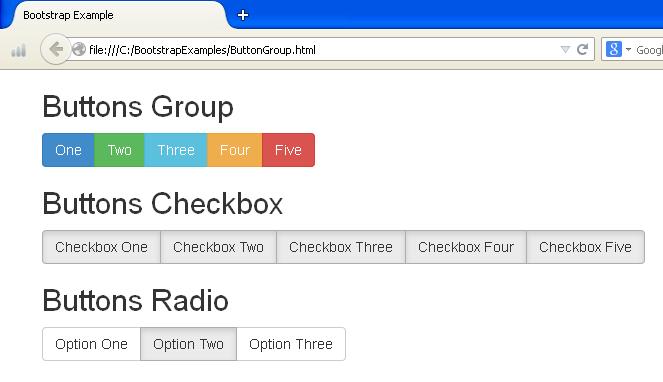 Bootstrap Example
file:///C:/BootstrapExamples/ButtonGroup.html
Goog
Buttons Group
One Two Three Four Five
Buttons Checkbox
Checkbox One Checkbox Two Checkbox Three Checkbox Four Checkbox Five
Buttons Radio
Option One Option Two Option Three